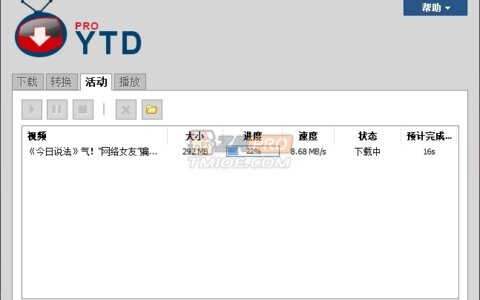 帮助
PRO
YTD
下载 转换 活动 播放
视频 大小 进度 速度 状态 预计完成...
《今日说法》气！"网络女友"骗... 292 MB 22% 8.68 MB/s 下载中 16s
PRO
TMIOE.COM